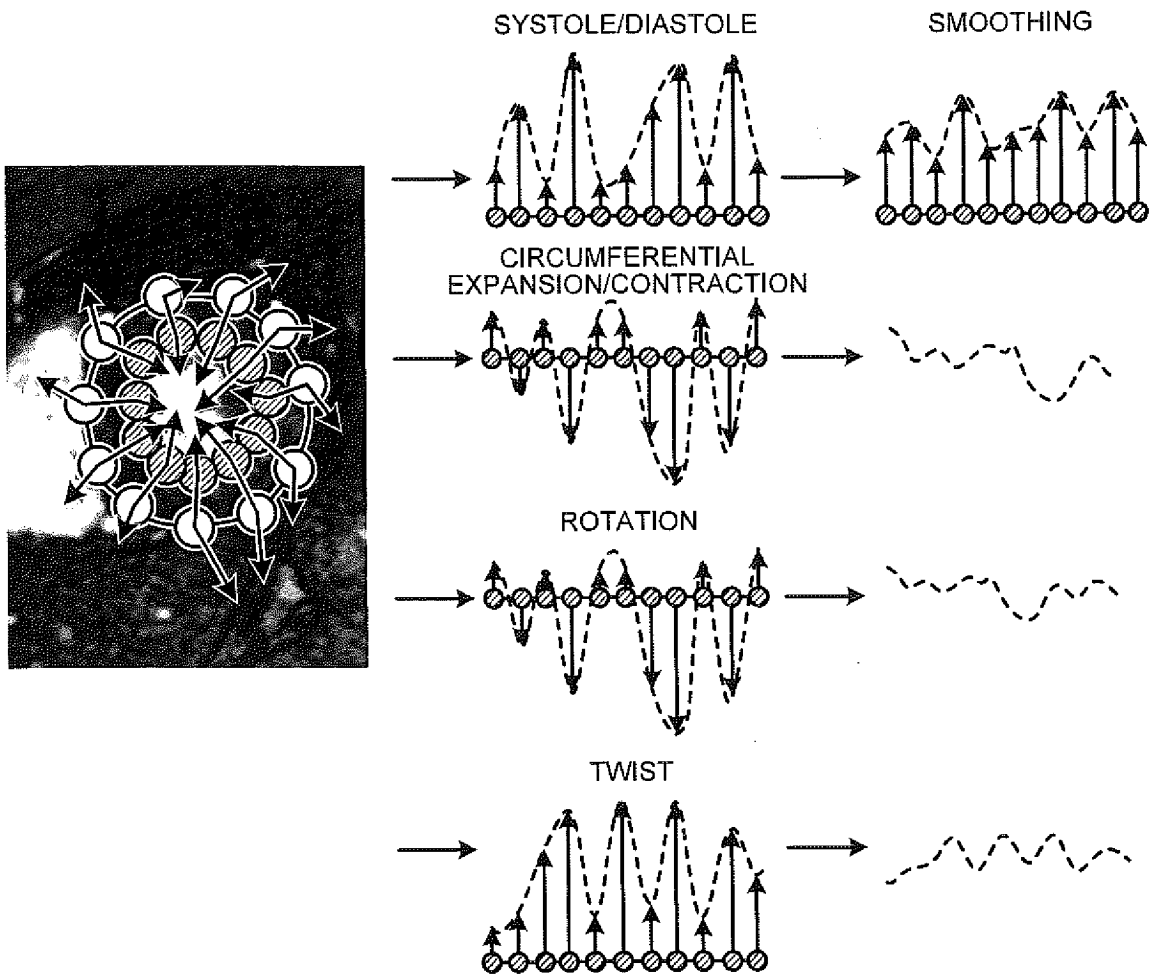 SYSTOLE/DIASTOLE
SMOOTHING
CIRCUMFERENTIAL
EXPANSION/CONTRACTION
ROTATION
TWIST